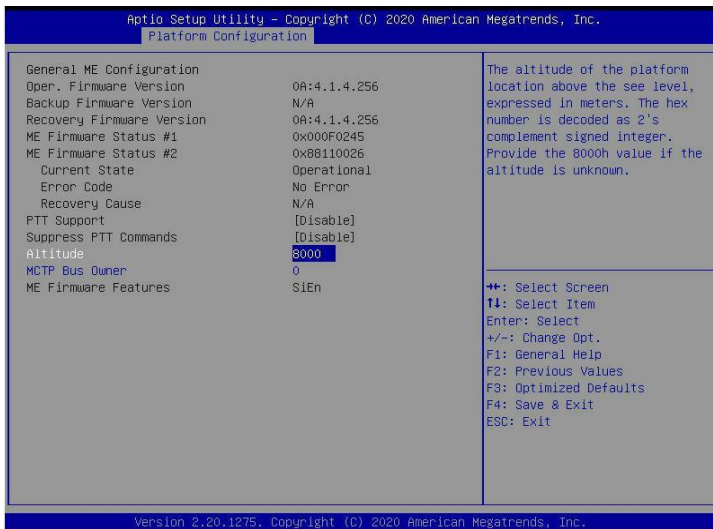 Aptio Setup Utility – Copyright (C) 2020 American Megatrends, Inc.
Platform Configuration
General ME Configuration
Oper. Firmware Version 0A:4.1.4.256
Backup Firmware Version N/A
Recovery Firmware Version 0A:4.1.4.256
ME Firmware Status #1 0x000F0245
ME Firmware Status #2 0x88110026
Current State Operational
Error Code No Error
Recovery Cause N/A
PTT Support [Disable]
Suppress PTT Commands [Disable]
Altitude 8000
MCTP Bus Owner 0
ME Firmware Features SiEn
The altitude of the platform
location above the see level,
expressed in meters. The hex
number is decoded as 2's
complement signed integer.
Provide the 8000h value if the
altitude is unknown.
→←: Select Screen
↑↓: Select Item
Enter: Select
+/-: Change Opt.
F1: General Help
F2: Previous Values
F3: Optimized Defaults
F4: Save & Exit
ESC: Exit
Version 2.20.1275. Copyright (C) 2020 American Megatrends, Inc.